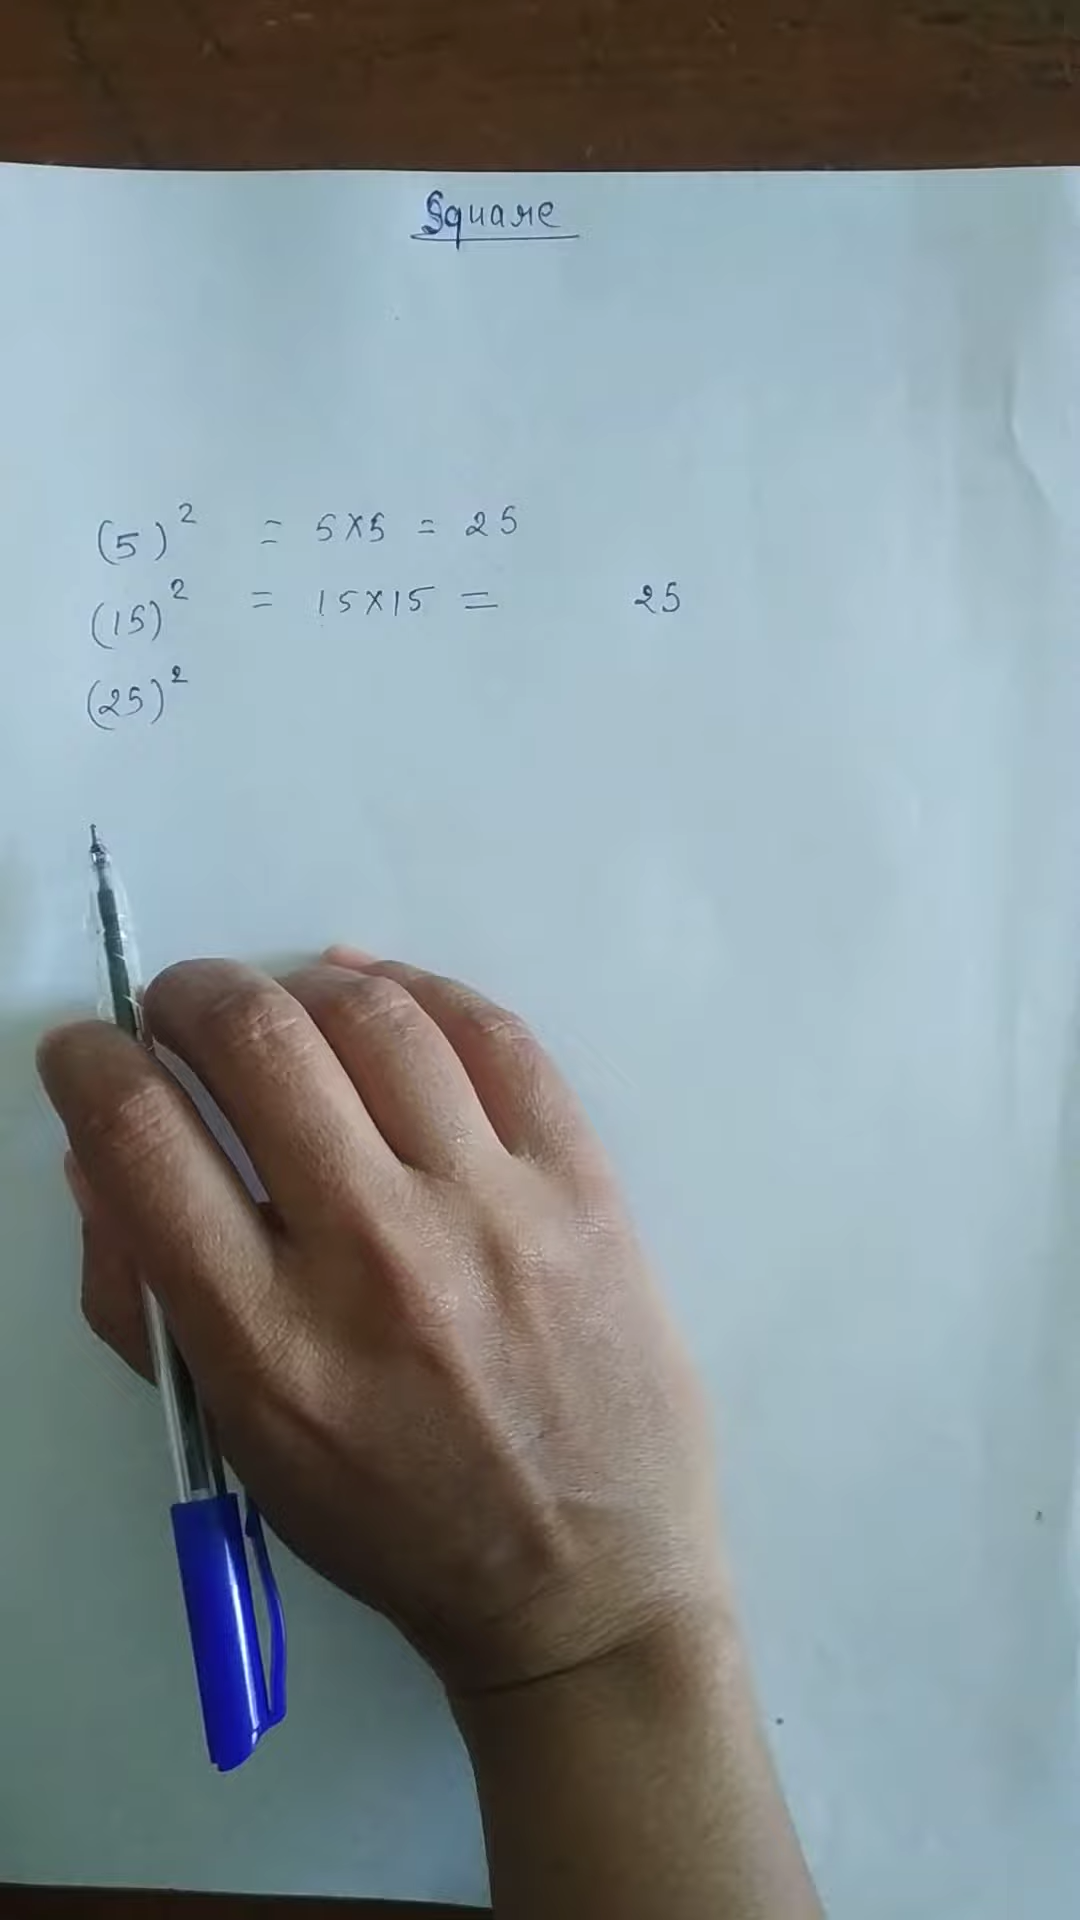 Square
(5)² = 5×5 = 25
(15)² = 15×15 = 25
(25)²